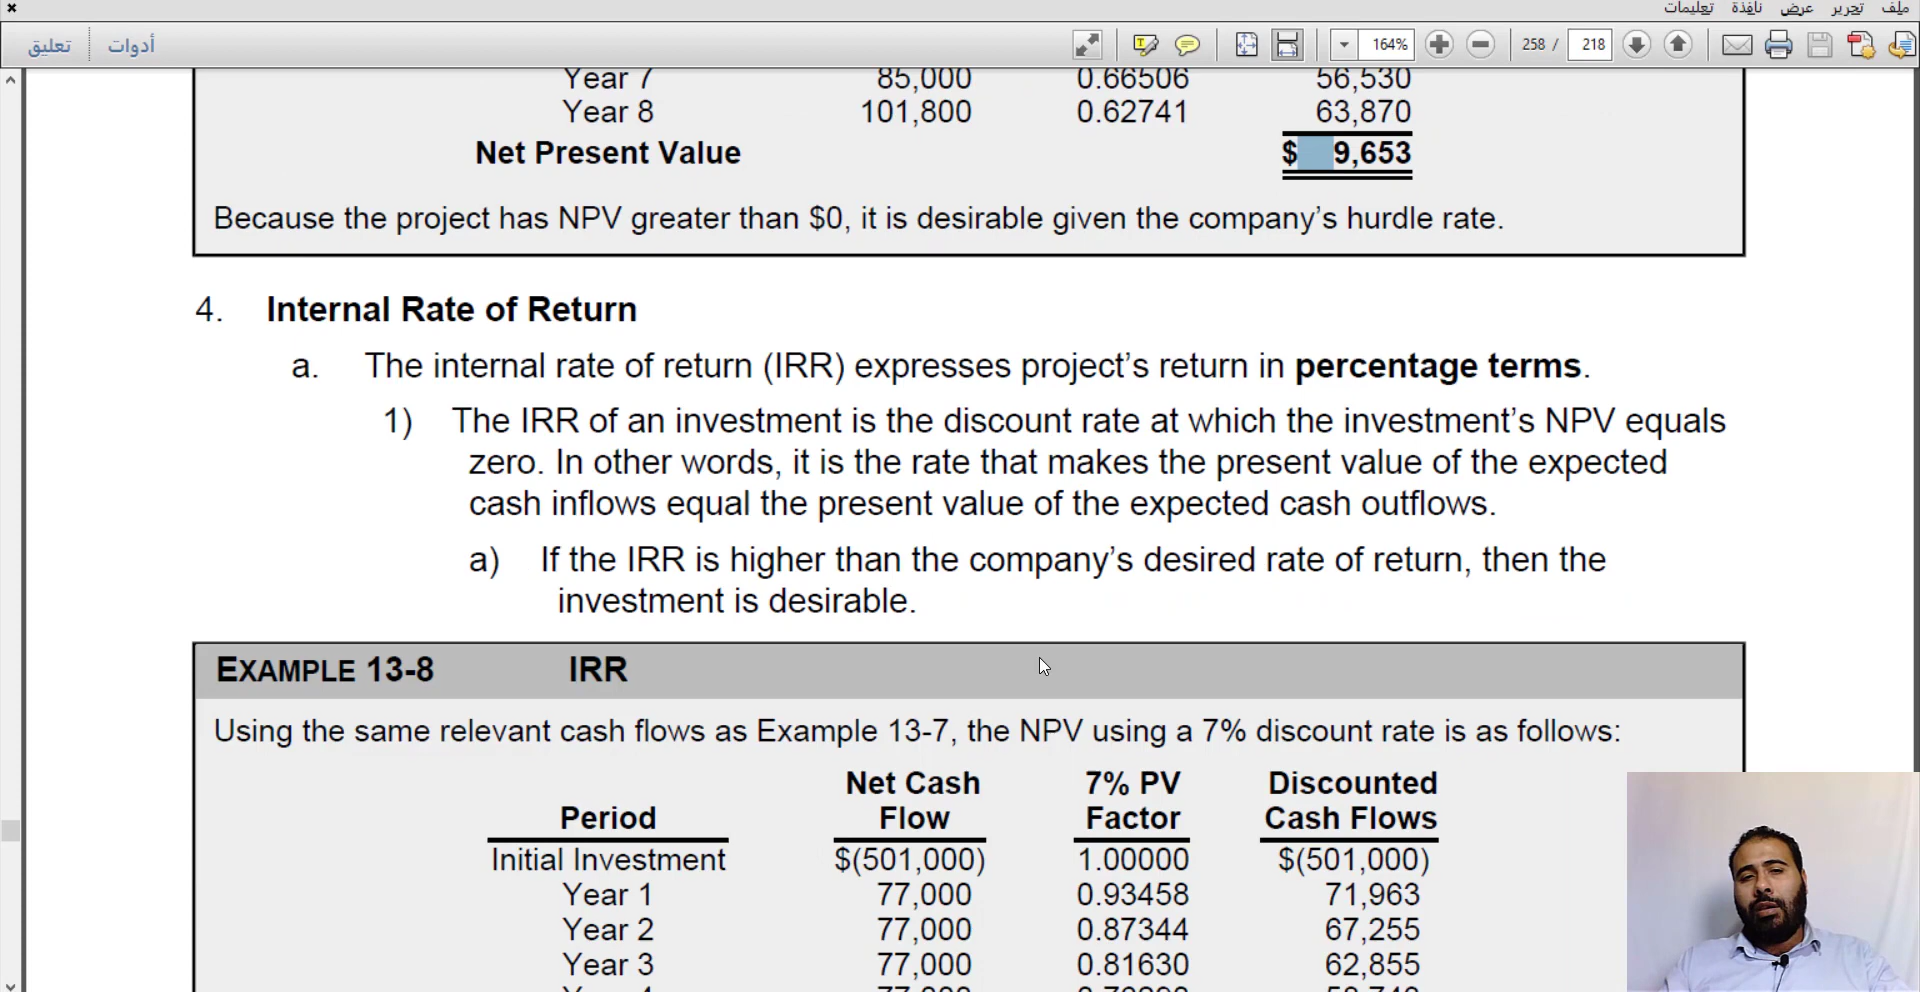 ملف تحرير عرض نافذة تعليمات
أدوات تعليق
164% 258 / 218
Year 7 85,000 0.66506 56,530
Year 8 101,800 0.62741 63,870
Net Present Value $ 9,653
Because the project has NPV greater than $0, it is desirable given the company's hurdle rate.
4. Internal Rate of Return
a. The internal rate of return (IRR) expresses project's return in percentage terms.
1) The IRR of an investment is the discount rate at which the investment's NPV equals
zero. In other words, it is the rate that makes the present value of the expected
cash inflows equal the present value of the expected cash outflows.
a) If the IRR is higher than the company's desired rate of return, then the
investment is desirable.
EXAMPLE 13-8 IRR
Using the same relevant cash flows as Example 13-7, the NPV using a 7% discount rate is as follows:
Net Cash 7% PV Discounted
Period Flow Factor Cash Flows
Initial Investment $(501,000) 1.00000 $(501,000)
Year 1 77,000 0.93458 71,963
Year 2 77,000 0.87344 67,255
Year 3 77,000 0.81630 62,855